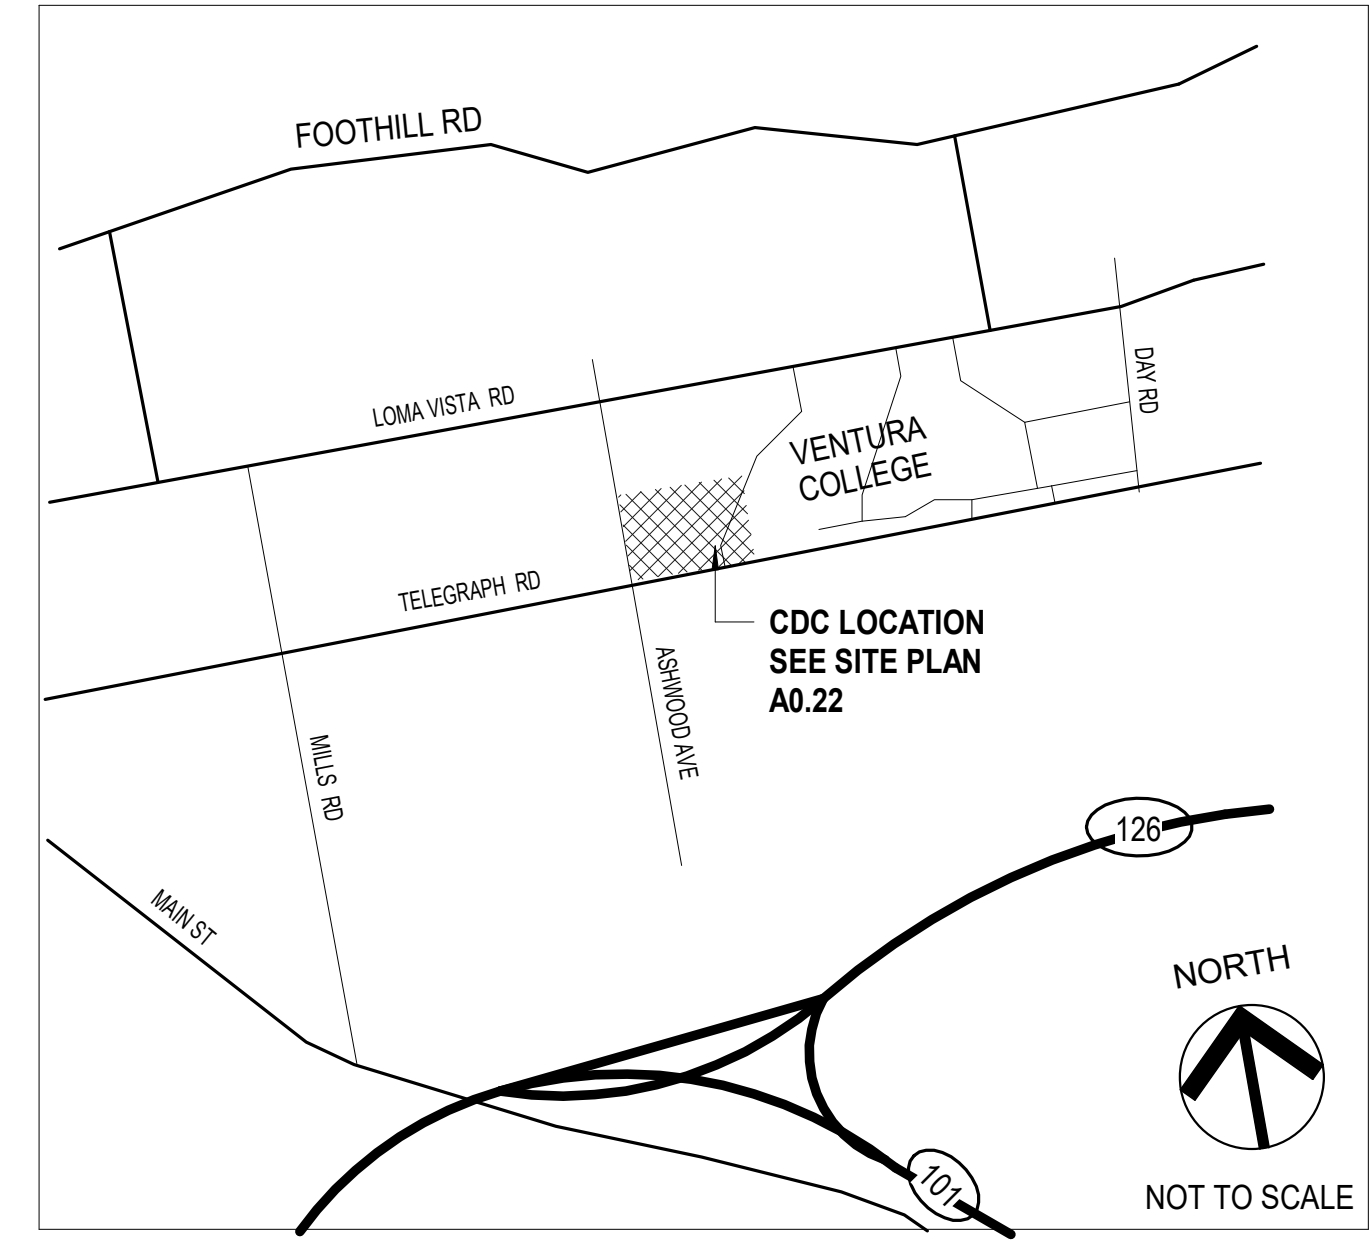 FOOTHILL RD
LOMA VISTA RD
DAY RD
VENTURA
COLLEGE
TELEGRAPH RD
CDC LOCATION
SEE SITE PLAN
A0.22
ASHWOOD AVE
MILLS RD
126
MAIN ST
NORTH
101
NOT TO SCALE